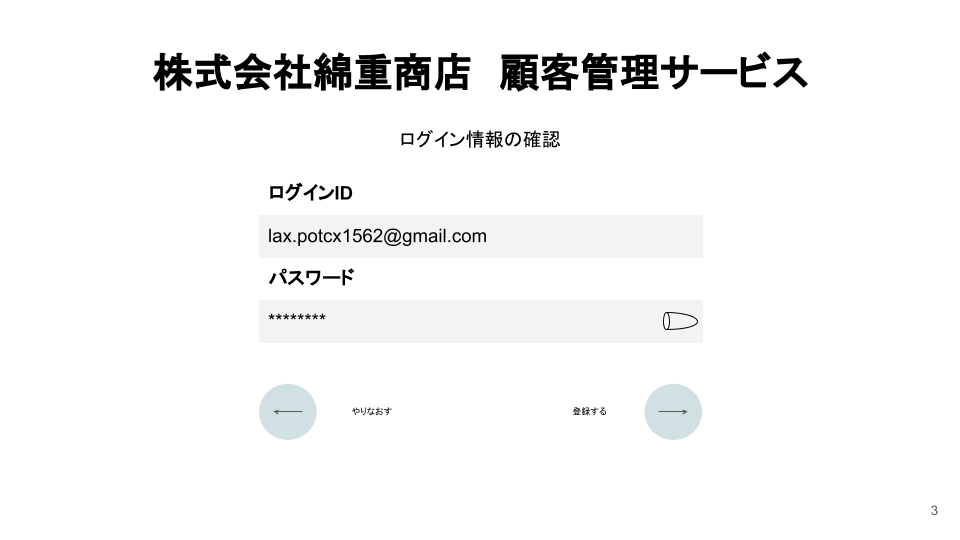 株式会社綿重商店　顧客管理サービス
ログイン情報の確認
ログインID
lax.potcx1562@gmail.com
パスワード
********
やりなおす
登録する
3